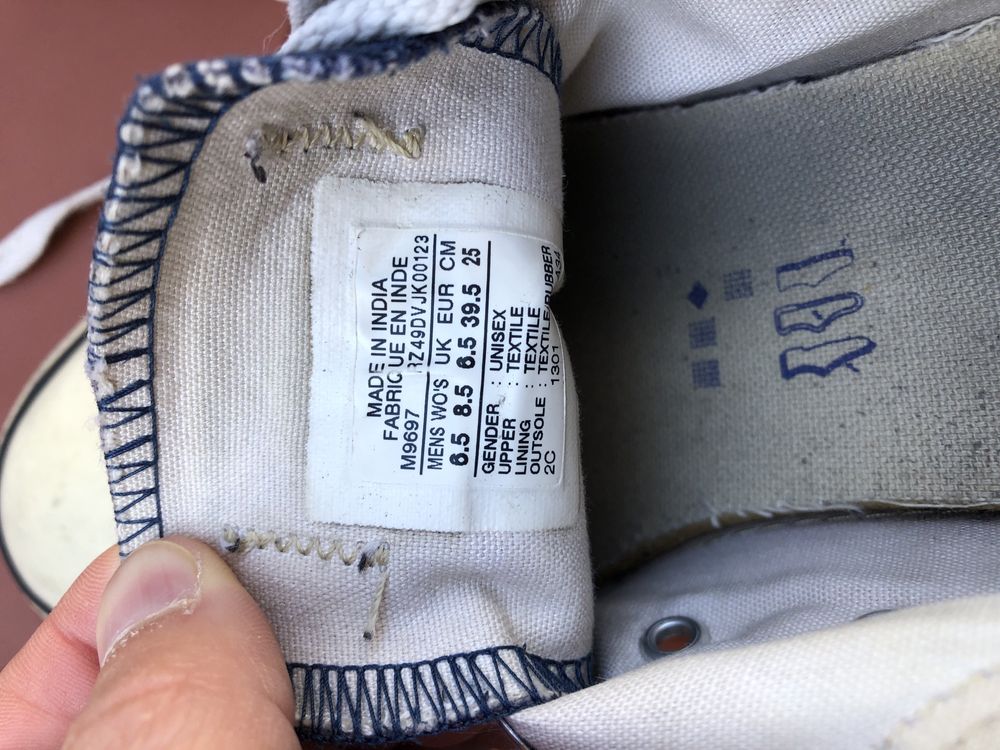 MADE IN INDIA
FABRIQUE EN INDE
M9697 RZ49DVJK00123
MENS WO'S UK EUR CM
6.5 8.5 6.5 39.5 25
GENDER : UNISEX
UPPER : TEXTILE
LINING : TEXTILE
OUTSOLE : TEXTILE/RUBBER
2C 1301